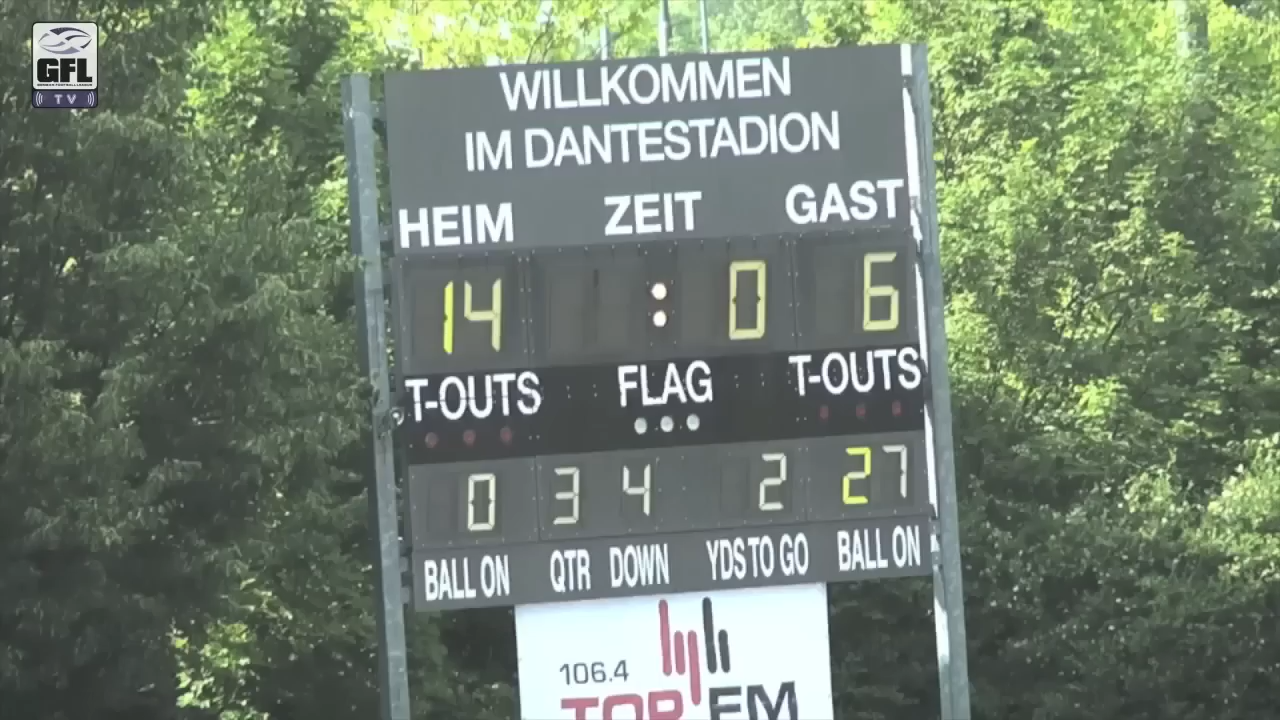 GFL
TV
WILLKOMMEN
IM DANTESTADION
HEIM ZEIT GAST
14 : 0 6
T-OUTS FLAG T-OUTS
0 3 4 2 27
BALL ON QTR DOWN YDS TO GO BALL ON
106.4
TOP FM